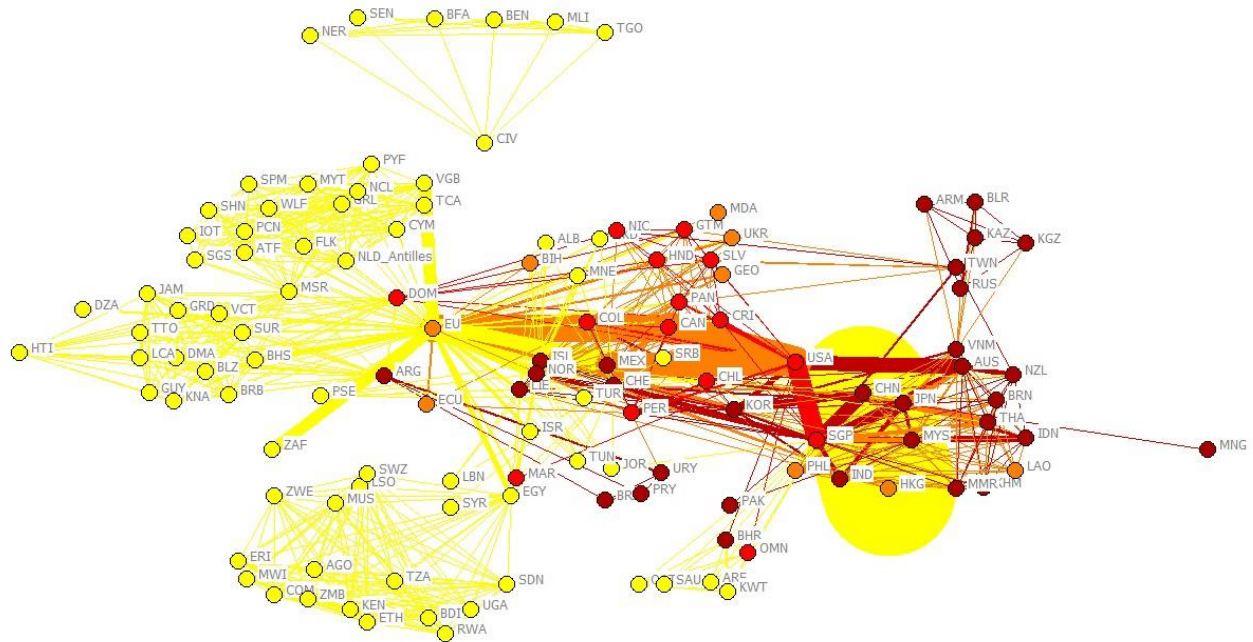 SEN
BFA
BEN
MLI
NER
TGO
CIV
PYF
SPM
MYT
NCL
VGB
SHN
WLF
GRL
TCA
IOT
PCN
CYM
SGS
ATF
FLK
NLD_Antilles
MSR
ALB
BIH
MNE
NIC
GTM
MDA
UKR
HND
SLV
GEO
ARM
BLR
KAZ
KGZ
TWN
RUS
DZA
JAM
GRD
VCT
DOM
PAN
TTO
SUR
EU
COL
CAN
CRI
HTI
LCA
DMA
BHS
ISL
MEX
SRB
USA
VNM
AUS
NZL
BLZ
NOR
CHE
CHL
GUY
KNA
BRB
PSE
ARG
LIE
TUR
CHN
JPN
BRN
ECU
PER
KOR
THA
ZAF
ISR
SGP
MYS
IDN
MNG
TUN
JOR
URY
PHL
IND
HKG
LAO
SWZ
LSO
LBN
MAR
EGY
PRY
MMR
ZWE
MUS
SYR
PAK
BHR
OMN
ERI
AGO
MWI
TZA
SDN
SAU
KWT
COM
ZMB
KEN
ETH
BDI
UGA
RWA